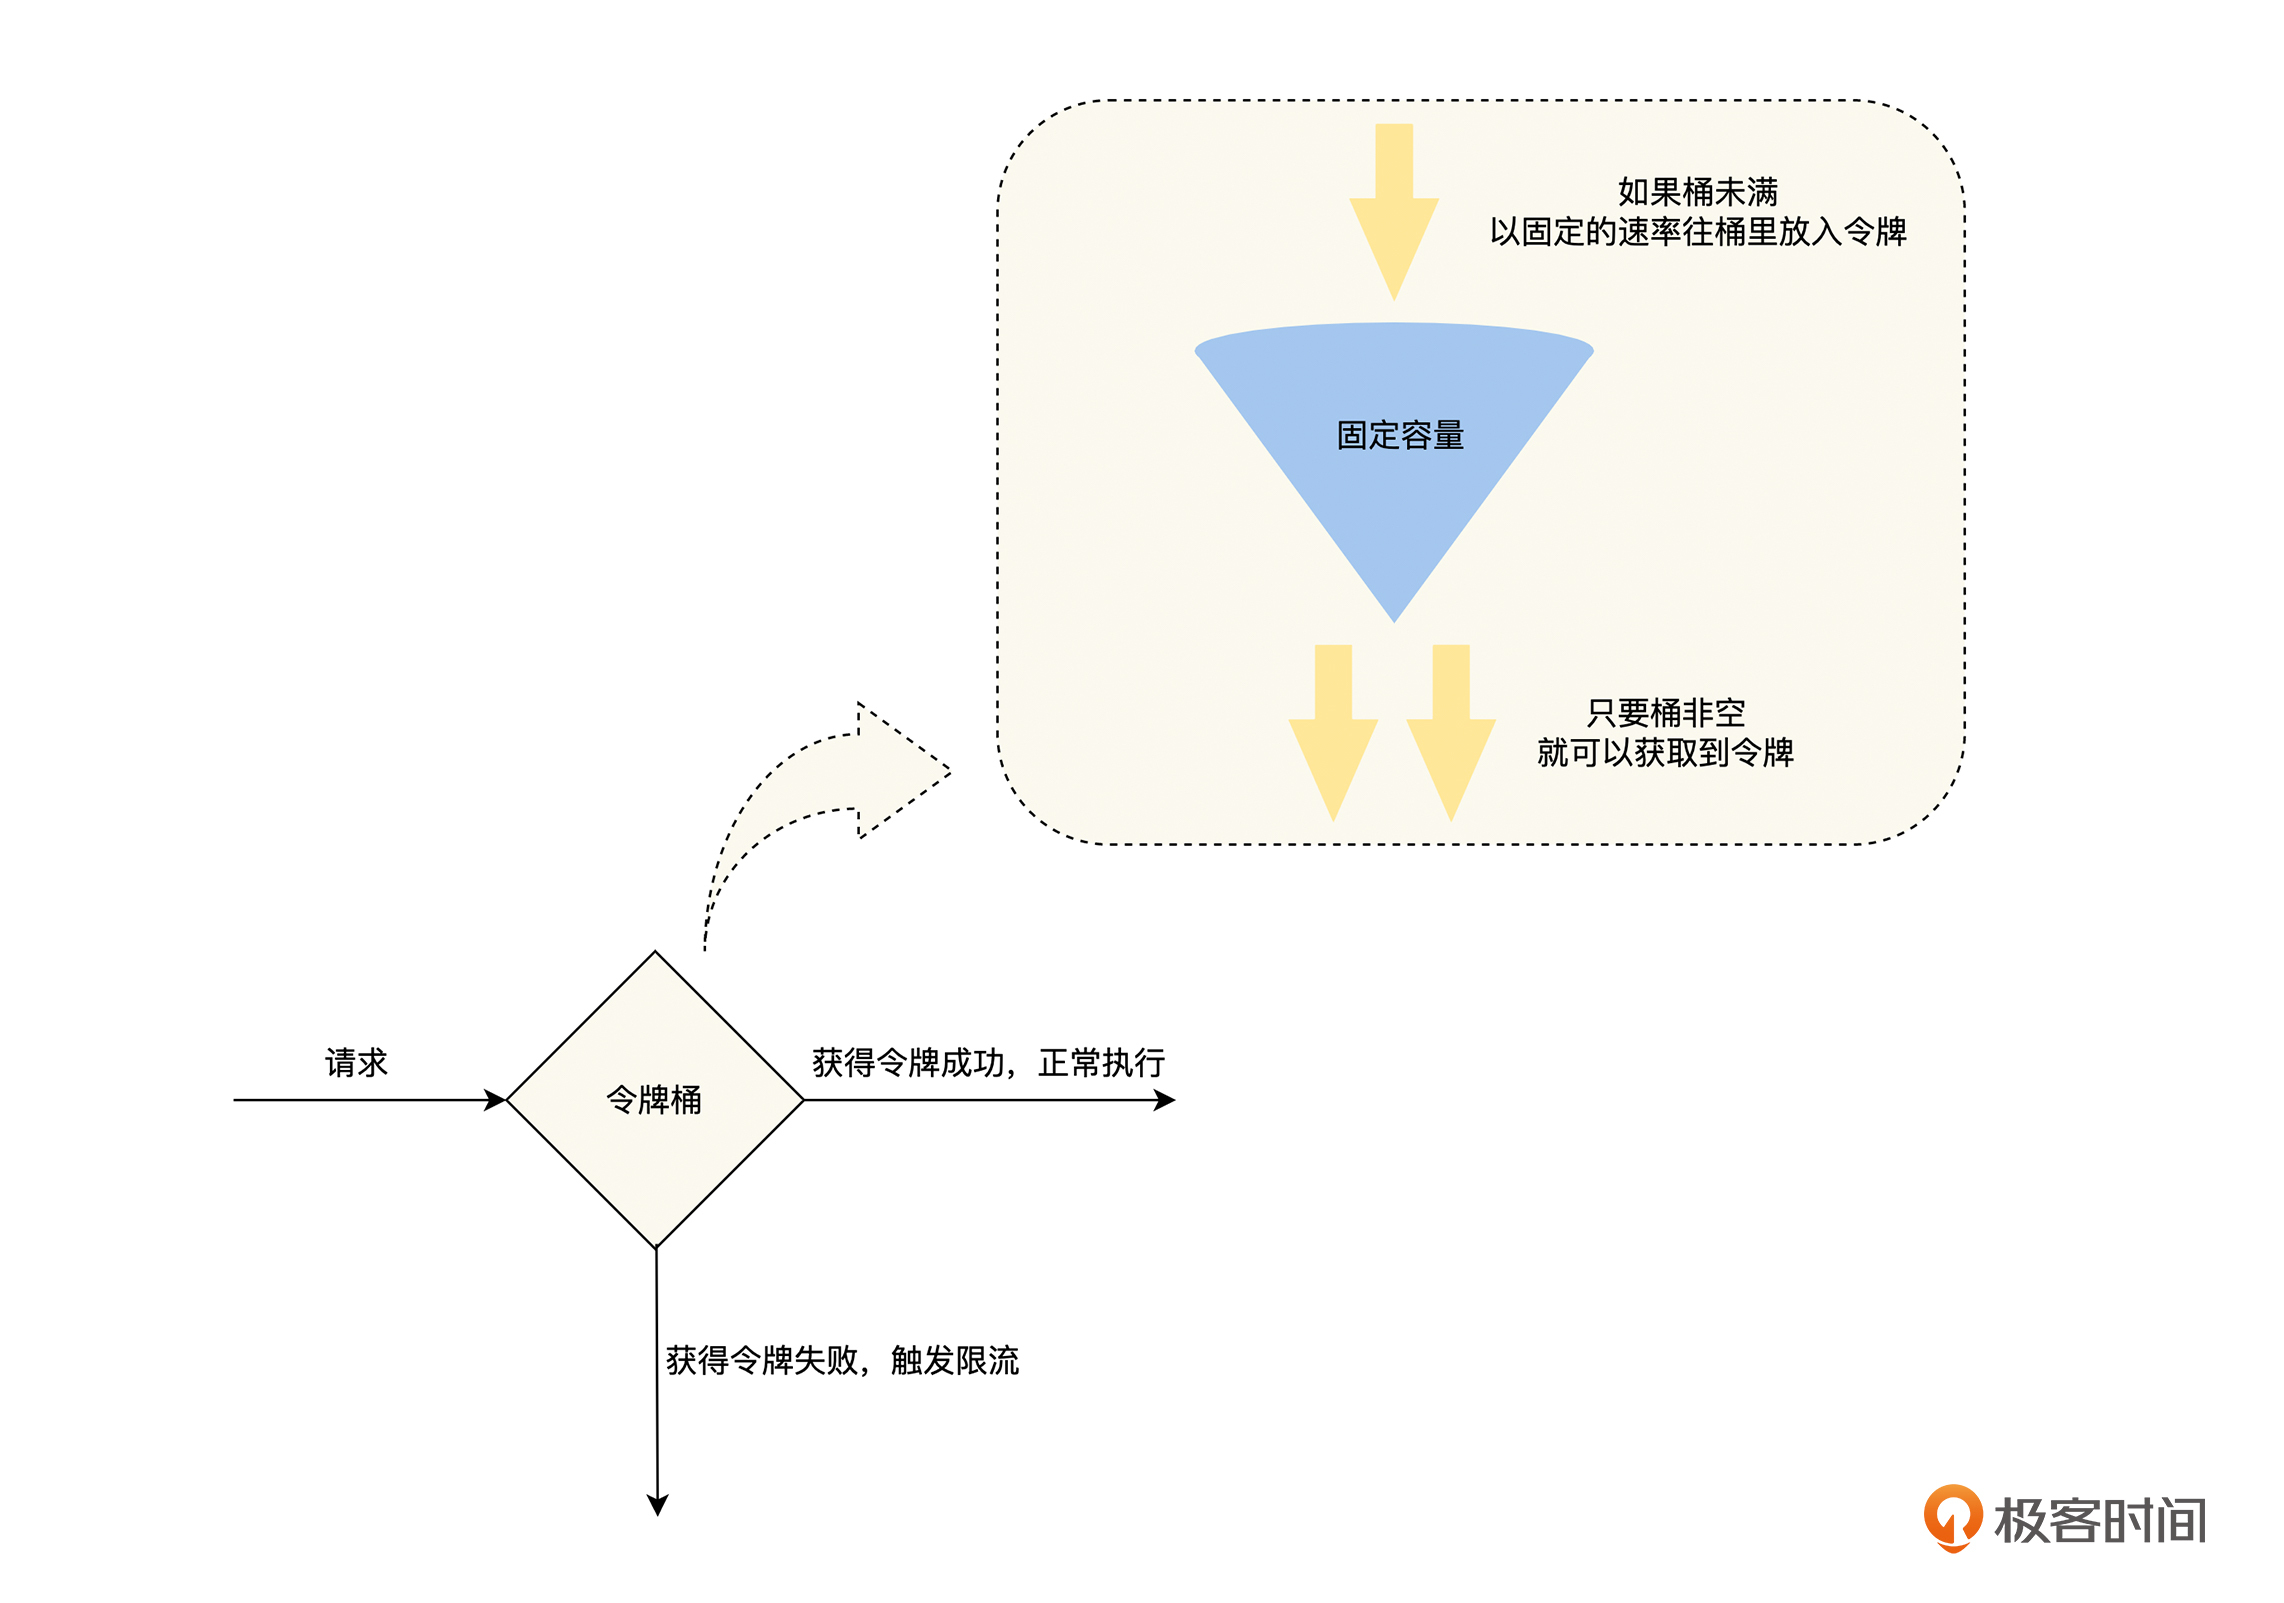 如果桶未满
以固定的速率往桶里放入令牌
固定容量
只要桶非空
就可以获取到令牌
请求
令牌桶
获得令牌成功，正常执行
获得令牌失败，触发限流
极客时间